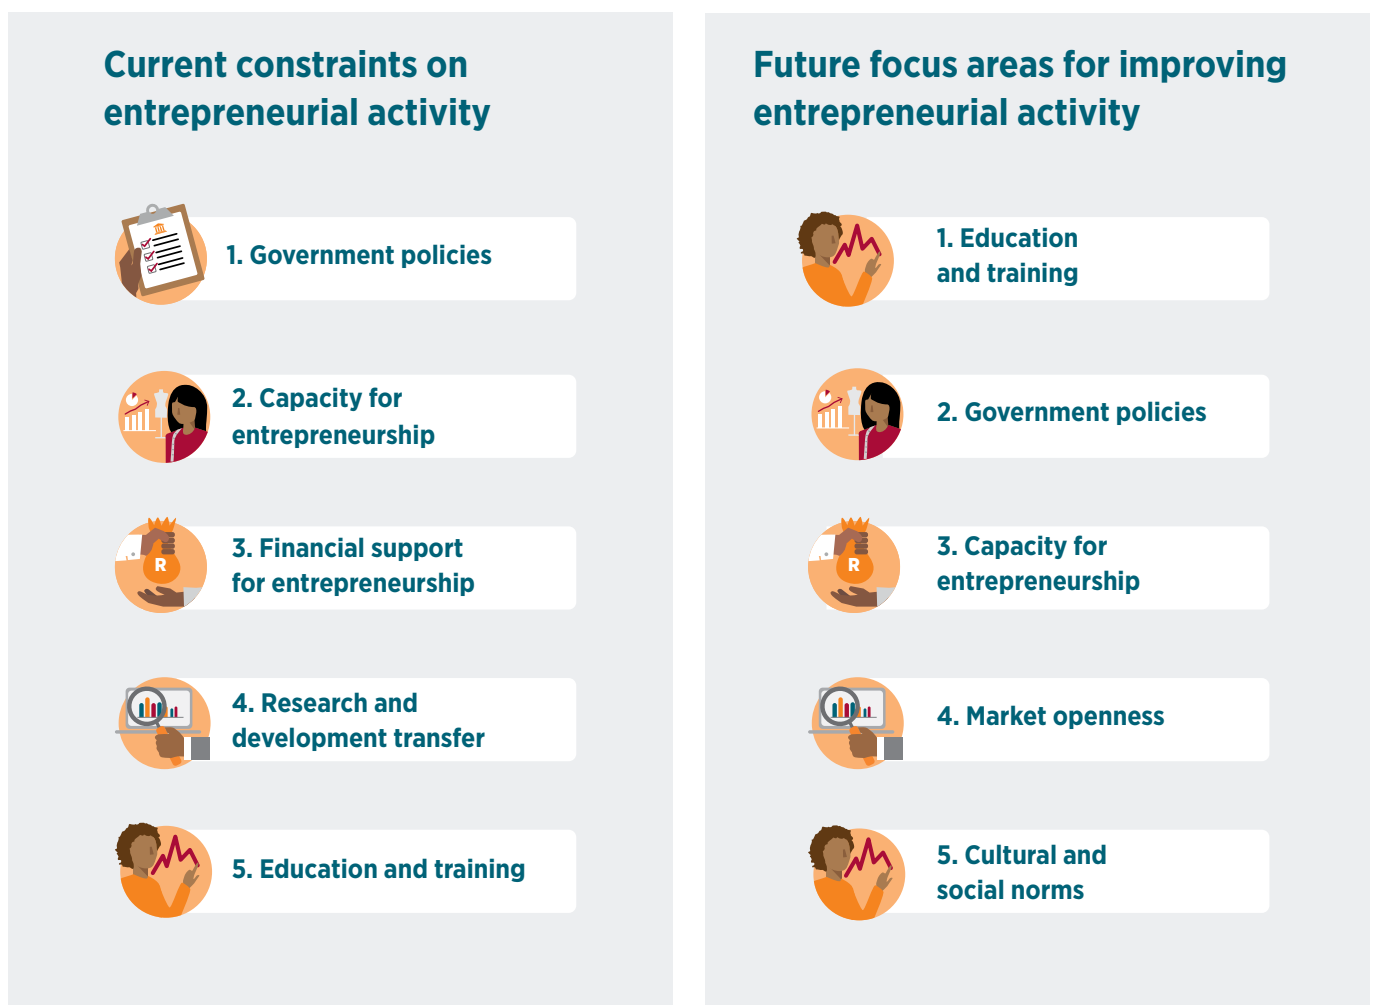 Current constraints on
entrepreneurial activity
1. Government policies
2. Capacity for
entrepreneurship
R
3. Financial support
for entrepreneurship
4. Research and
development transfer
5. Education and training
Future focus areas for improving
entrepreneurial activity
1. Education
and training
2. Government policies
R
3. Capacity for
entrepreneurship
4. Market openness
5. Cultural and
social norms